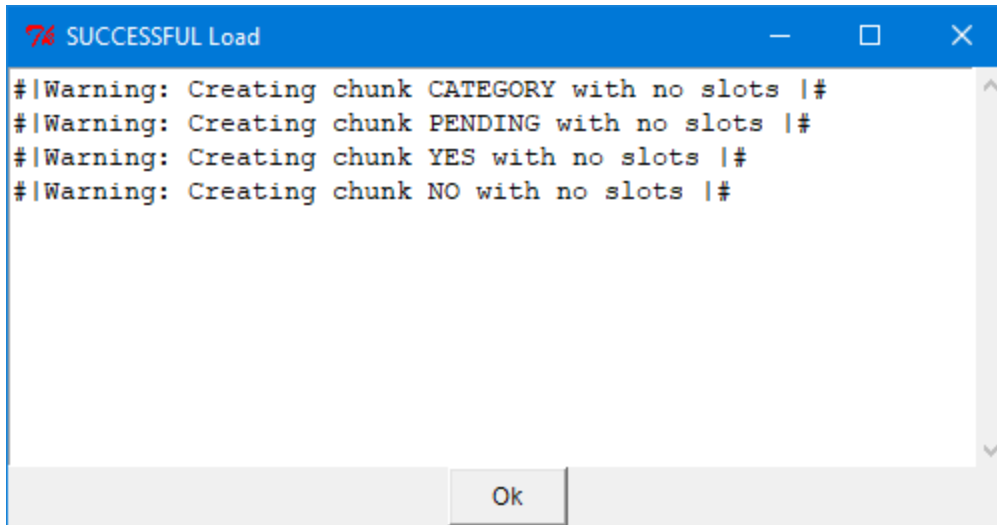 SUCCESSFUL Load
#|Warning: Creating chunk CATEGORY with no slots |#
#|Warning: Creating chunk PENDING with no slots |#
#|Warning: Creating chunk YES with no slots |#
#|Warning: Creating chunk NO with no slots |#
Ok